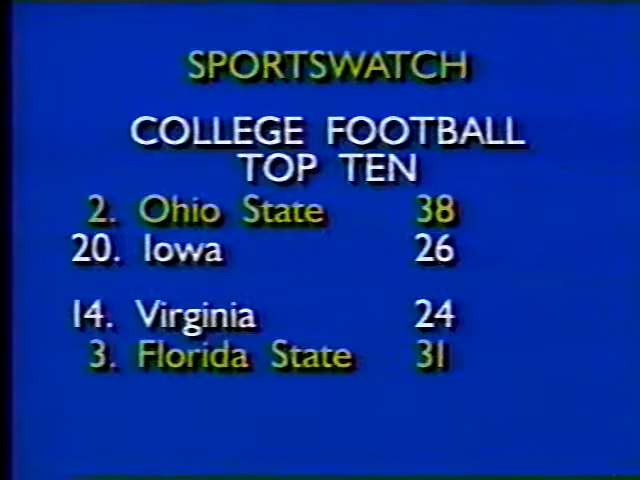 SPORTSWATCH
COLLEGE FOOTBALL
TOP TEN
2. Ohio State 38
20. Iowa 26
14. Virginia 24
3. Florida State 31